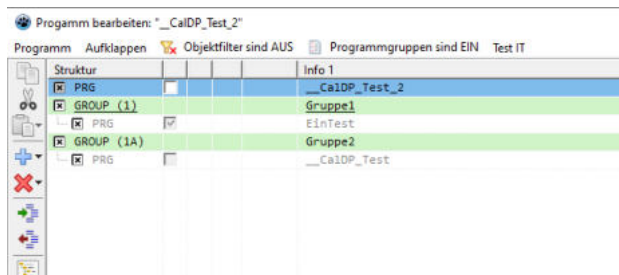 Progamm bearbeiten: "__CalDP_Test_2"
Programm Aufklappen Objektfilter sind AUS Programmgruppen sind EIN Test IT
Struktur Info 1
PRG __CalDP_Test_2
GROUP (1) Gruppe1
PRG EinTest
GROUP (1A) Gruppe2
PRG __CalDP_Test